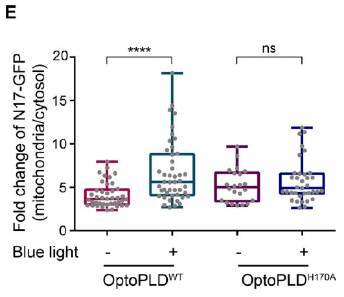 E
Fold change of N17-GFP
(mitochondria/cytosol)
20
15
10
5
0
****
ns
Blue light - + - +
OptoPLDWT OptoPLDH170A